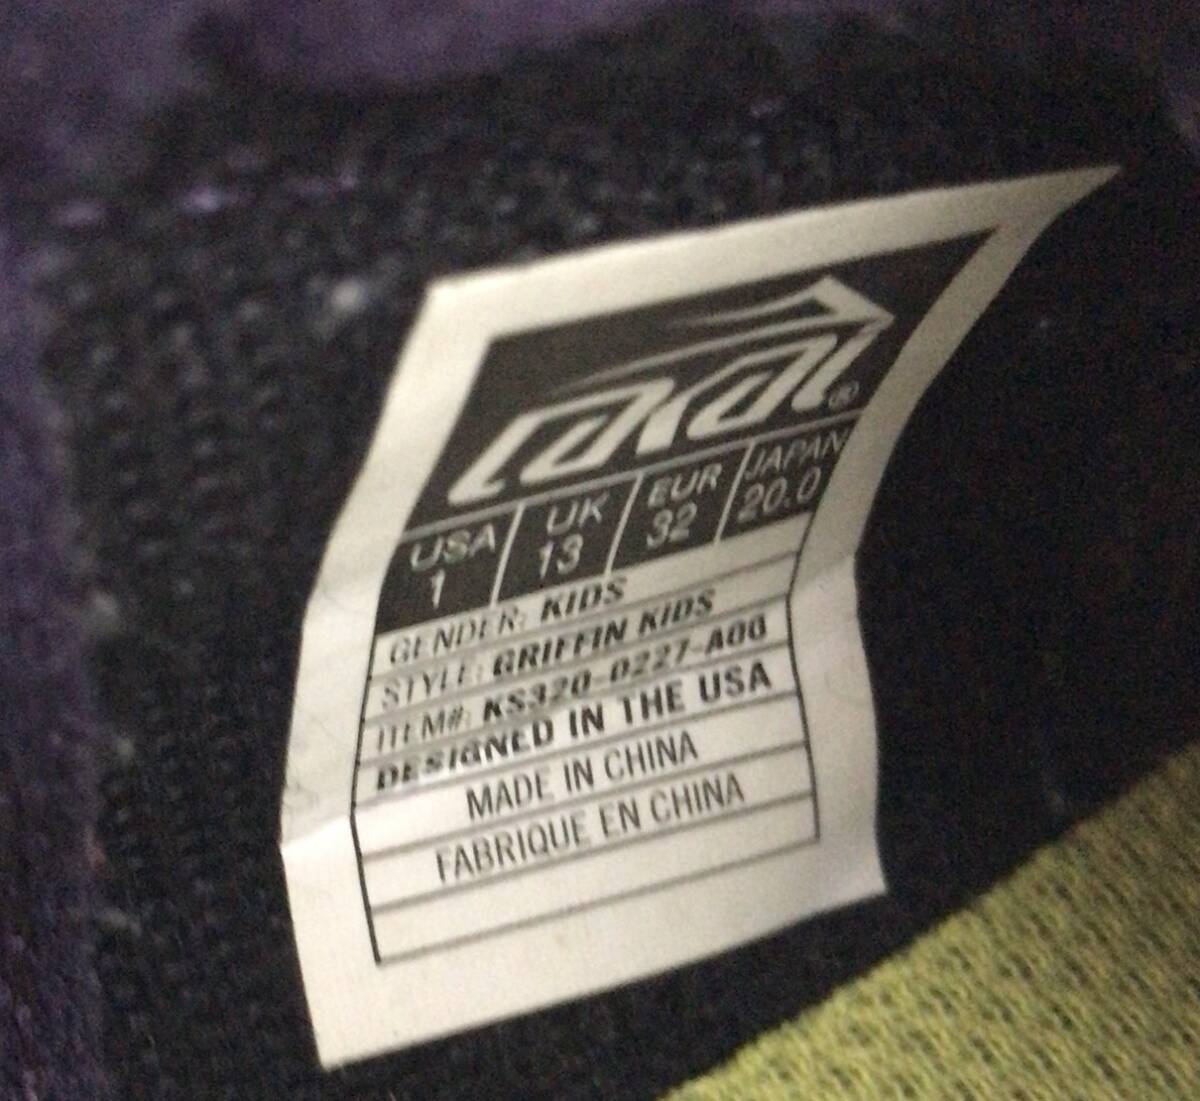 LAKAI ®
USA UK EUR JAPAN
1 13 32 20.0
GENDER: KIDS
STYLE: GRIFFIN KIDS
ITEM#: KS320-0227-A00
DESIGNED IN THE USA
MADE IN CHINA
FABRIQUE EN CHINA